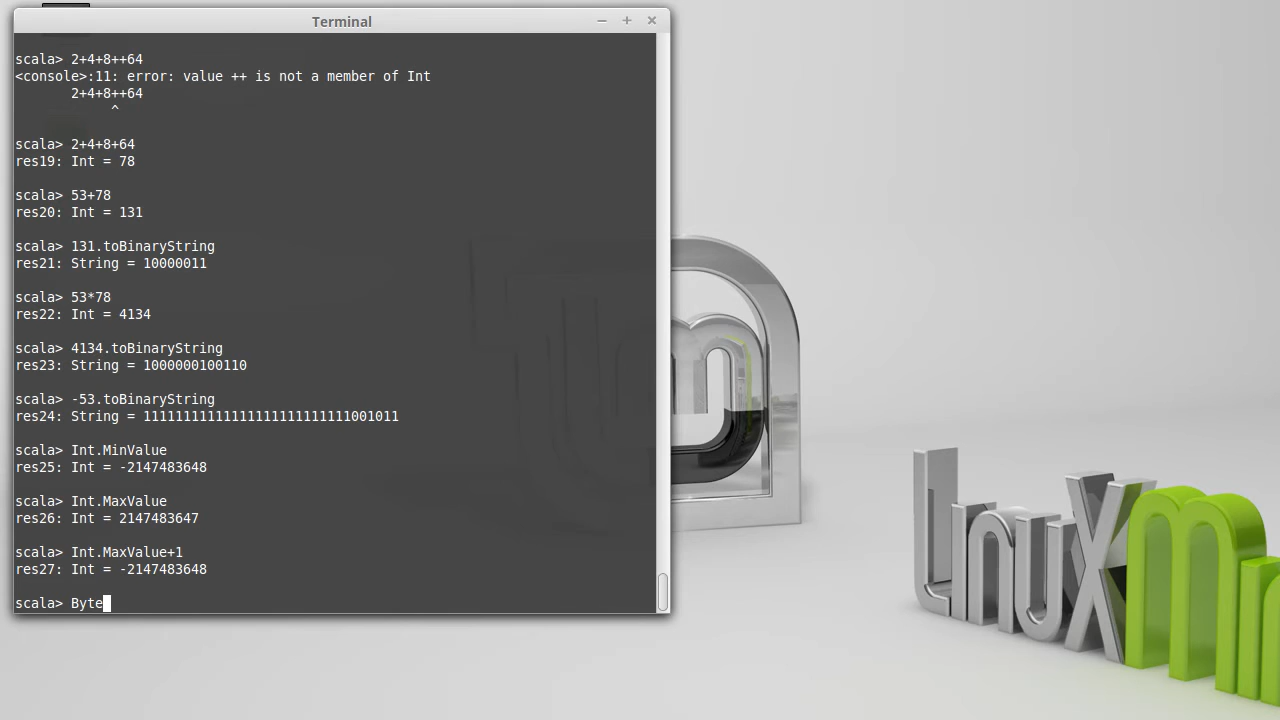 Terminal
scala> 2+4+8++64
<console>:11: error: value ++ is not a member of Int
2+4+8++64
^
scala> 2+4+8+64
res19: Int = 78
scala> 53+78
res20: Int = 131
scala> 131.toBinaryString
res21: String = 10000011
scala> 53*78
res22: Int = 4134
scala> 4134.toBinaryString
res23: String = 1000000100110
scala> -53.toBinaryString
res24: String = 11111111111111111111111111001011
scala> Int.MinValue
res25: Int = -2147483648
scala> Int.MaxValue
res26: Int = 2147483647
scala> Int.MaxValue+1
res27: Int = -2147483648
scala> Byte
m
Linux Min